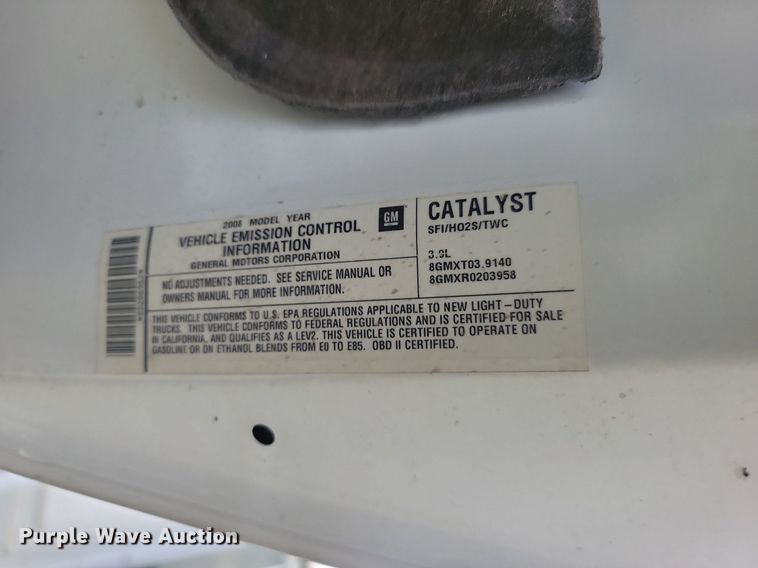 2008 MODEL YEAR
VEHICLE EMISSION CONTROL
INFORMATION
GENERAL MOTORS CORPORATION
GM
NO ADJUSTMENTS NEEDED. SEE SERVICE MANUAL OR
OWNERS MANUAL FOR MORE INFORMATION.
CATALYST
SFI/HO2S/TWC
3.9L
8GMXT03.9140
8GMXR0203958
THIS VEHICLE CONFORMS TO U.S. EPA REGULATIONS APPLICABLE TO NEW LIGHT-DUTY
TRUCKS. THIS VEHICLE CONFORMS TO FEDERAL REGULATIONS AND IS CERTIFIED FOR SALE
IN CALIFORNIA, AND QUALIFIES AS A LEV2. THIS VEHICLE IS CERTIFIED TO OPERATE ON
GASOLINE OR ON ETHANOL BLENDS FROM E0 TO E85. OBD II CERTIFIED.
Purple Wave Auction